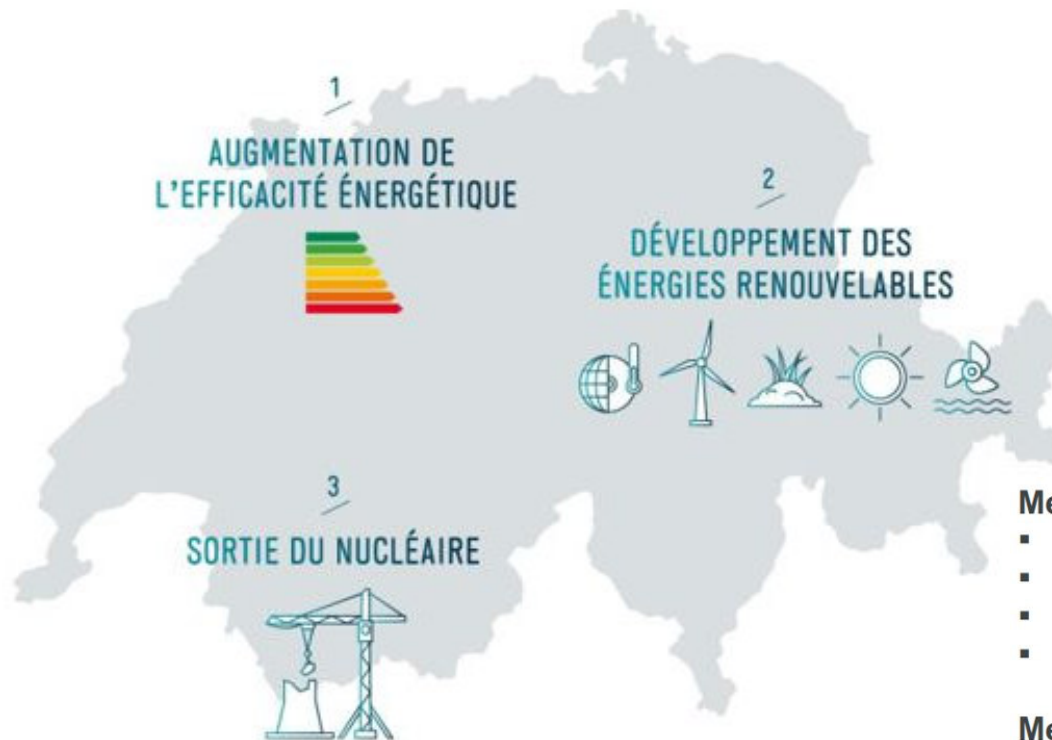 1
AUGMENTATION DE
L'EFFICACITÉ ÉNERGÉTIQUE
2
DÉVELOPPEMENT DES
ÉNERGIES RENOUVELABLES
3
SORTIE DU NUCLÉAIRE